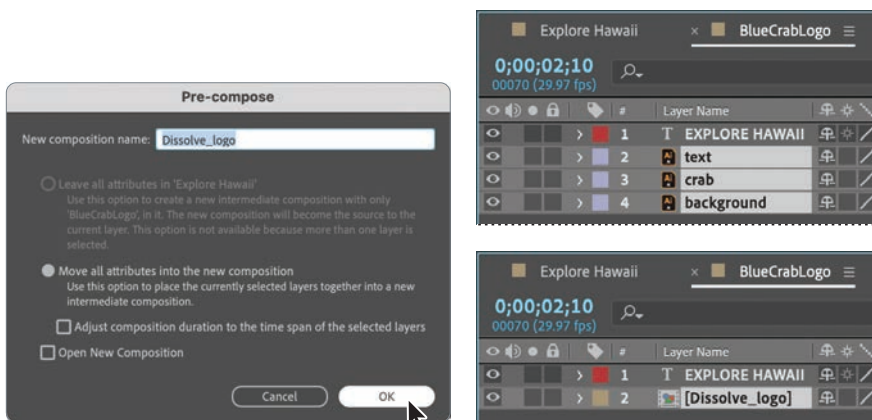 Pre-compose
New composition name: Dissolve_logo
Leave all attributes in 'Explore Hawaii'
Use this option to create a new intermediate composition with only
'BlueCrabLogo', in it. The new composition will become the source to the
current layer. This option is not available because more than one layer is
selected.
Move all attributes into the new composition
Use this option to place the currently selected layers together into a new
intermediate composition.
Adjust composition duration to the time span of the selected layers
Open New Composition
Cancel OK
Explore Hawaii × BlueCrabLogo
0;00;02;10
00070 (29.97 fps)
# Layer Name
1 T EXPLORE HAWAII
2 Ai text
3 Ai crab
4 Ai background
Explore Hawaii × BlueCrabLogo
0;00;02;10
00070 (29.97 fps)
# Layer Name
1 T EXPLORE HAWAII
2 [Dissolve_logo]